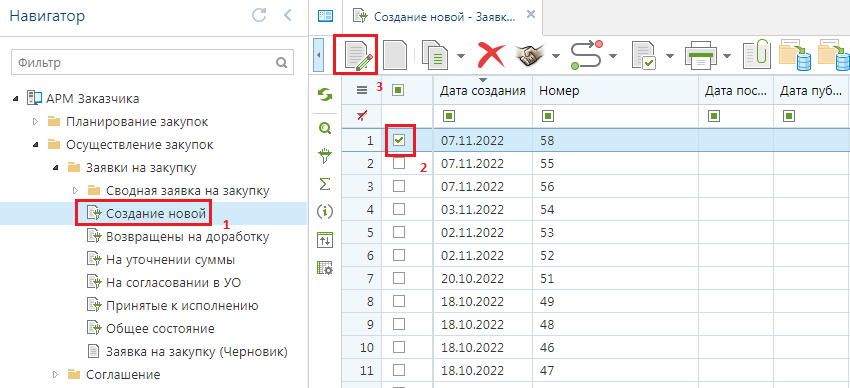 Навигатор
Фильтр
АРМ Заказчика
Планирование закупок
Осуществление закупок
Заявки на закупку
Сводная заявка на закупку
Создание новой
1
Возвращены на доработку
На уточнении суммы
На согласовании в УО
Принятые к исполнению
Общее состояние
Заявка на закупку (Черновик)
Соглашение
Создание новой - Заявк...
3
Дата создания Номер Дата пос... Дата пуб...
1 07.11.2022 58
2
2 07.11.2022 55
3 07.11.2022 56
4 03.11.2022 54
5 02.11.2022 53
6 02.11.2022 52
7 20.10.2022 51
8 18.10.2022 49
9 18.10.2022 48
10 18.10.2022 46
11 18.10.2022 47